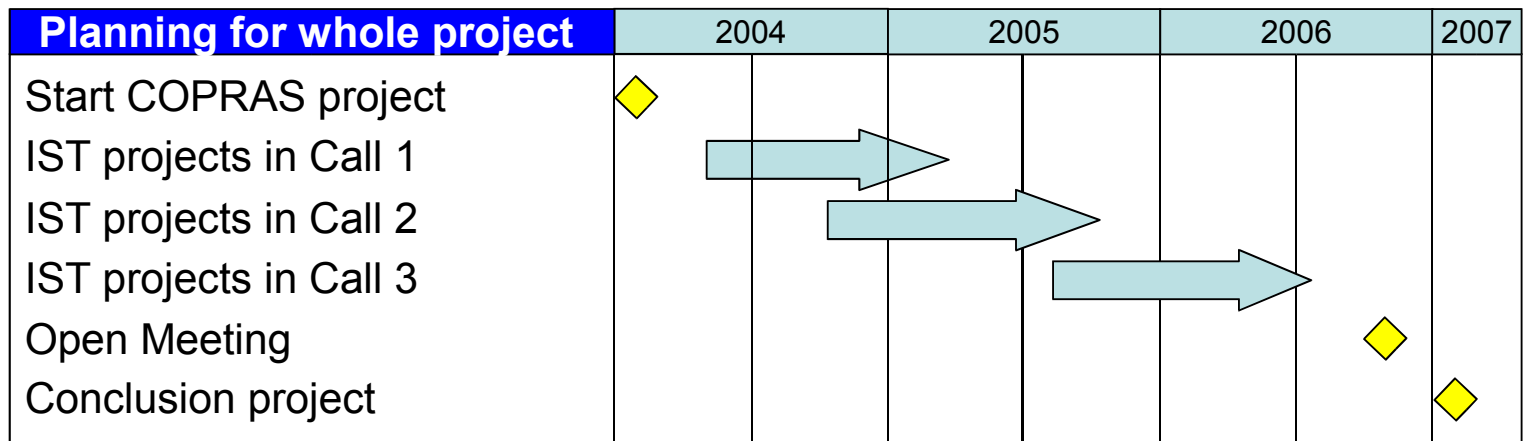 Planning for whole project 2004 2005 2006 2007
Start COPRAS project
IST projects in Call 1
IST projects in Call 2
IST projects in Call 3
Open Meeting
Conclusion project